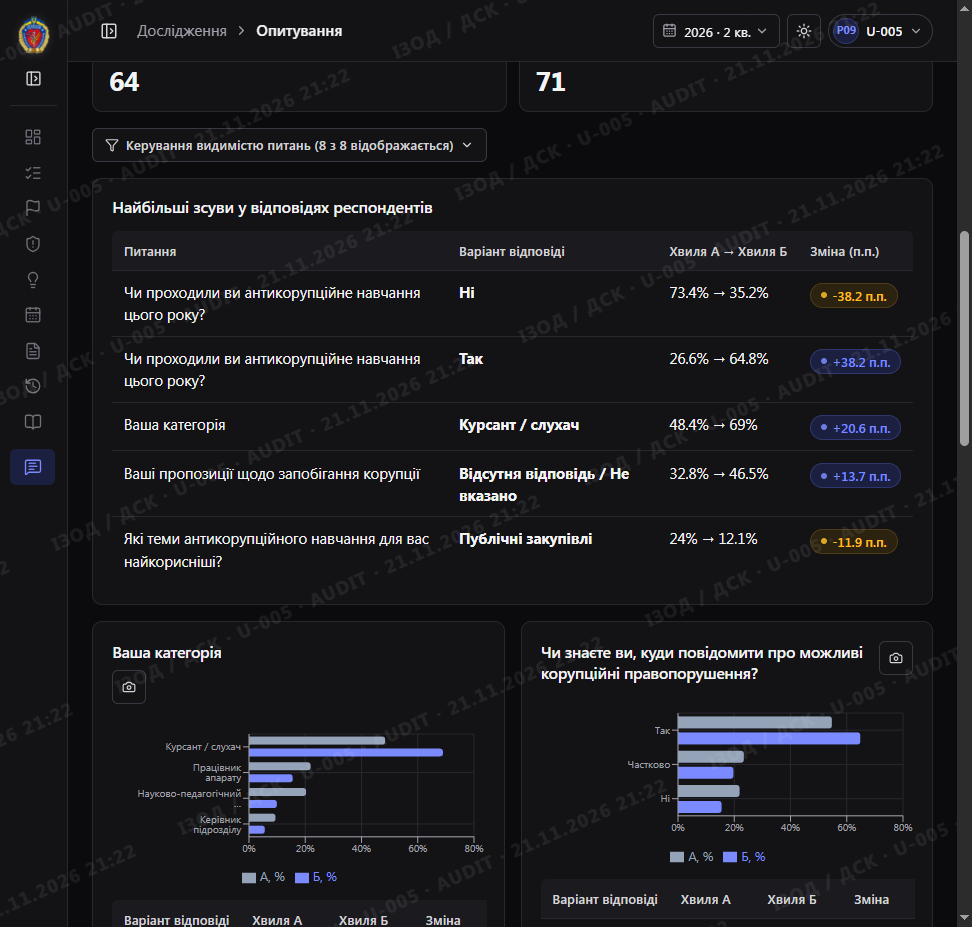 Дослідження > Опитування
2026 · 2 кв.
P09
U-005
64
71
Керування видимістю питань (8 з 8 відображається)
Найбільші зсуви у відповідях респондентів
Питання
Варіант відповіді
Хвиля А → Хвиля Б
Зміна (п.п.)
Чи проходили ви антикорупційне навчання
цього року?
Ні
73.4% → 35.2%
-38.2 п.п.
Чи проходили ви антикорупційне навчання
цього року?
Так
26.6% → 64.8%
+38.2 п.п.
Ваша категорія
Курсант / слухач
48.4% → 69%
+20.6 п.п.
Ваші пропозиції щодо запобігання корупції
Відсутня відповідь / Не
вказано
32.8% → 46.5%
+13.7 п.п.
Які теми антикорупційного навчання для вас
найкорисніші?
Публічні закупівлі
24% → 12.1%
-11.9 п.п.
Ваша категорія
Курсант / слухач
Працівник
апарату
Науково-педагогічний
...
Керівник
підрозділу
0%
20%
40%
60%
80%
А, %
Б, %
Варіант відповіді
Хвиля А
Хвиля Б
Зміна
Чи знаєте ви, куди повідомити про можливі
корупційні правопорушення?
Так
Частково
Ні
0%
20%
40%
60%
80%
А, %
Б, %
Варіант відповіді
Хвиля А
Хвиля Б
Зміна
ІЗОД / ДСК · U-005 · AUDIT · 21.11.2026 21:22